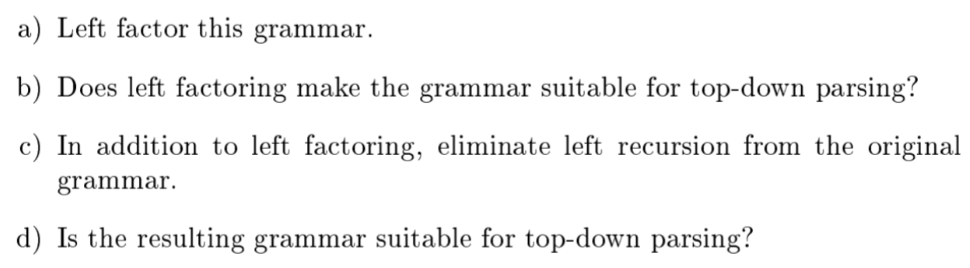 a) Left factor this grammar.
b) Does left factoring make the grammar suitable for top-down parsing?
c) In addition to left factoring, eliminate left recursion from the original
grammar.
d) Is the resulting grammar suitable for top-down parsing?